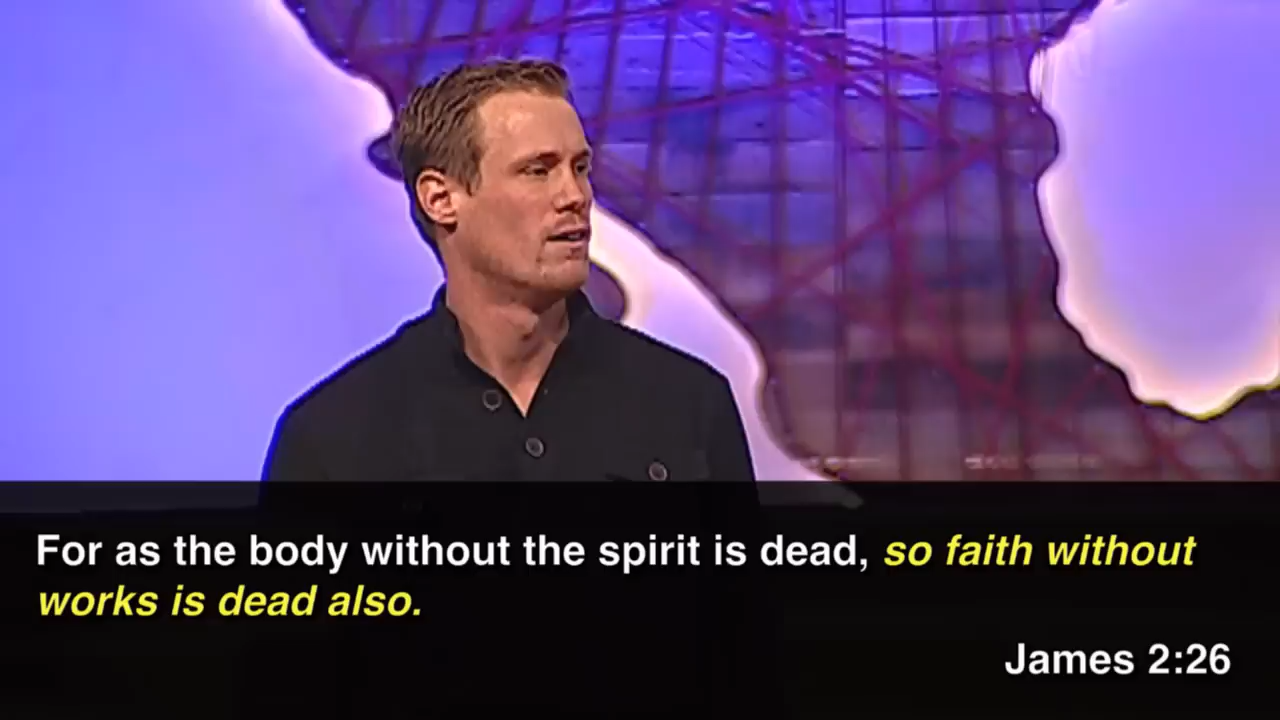 For as the body without the spirit is dead, so faith without
works is dead also.
James 2:26